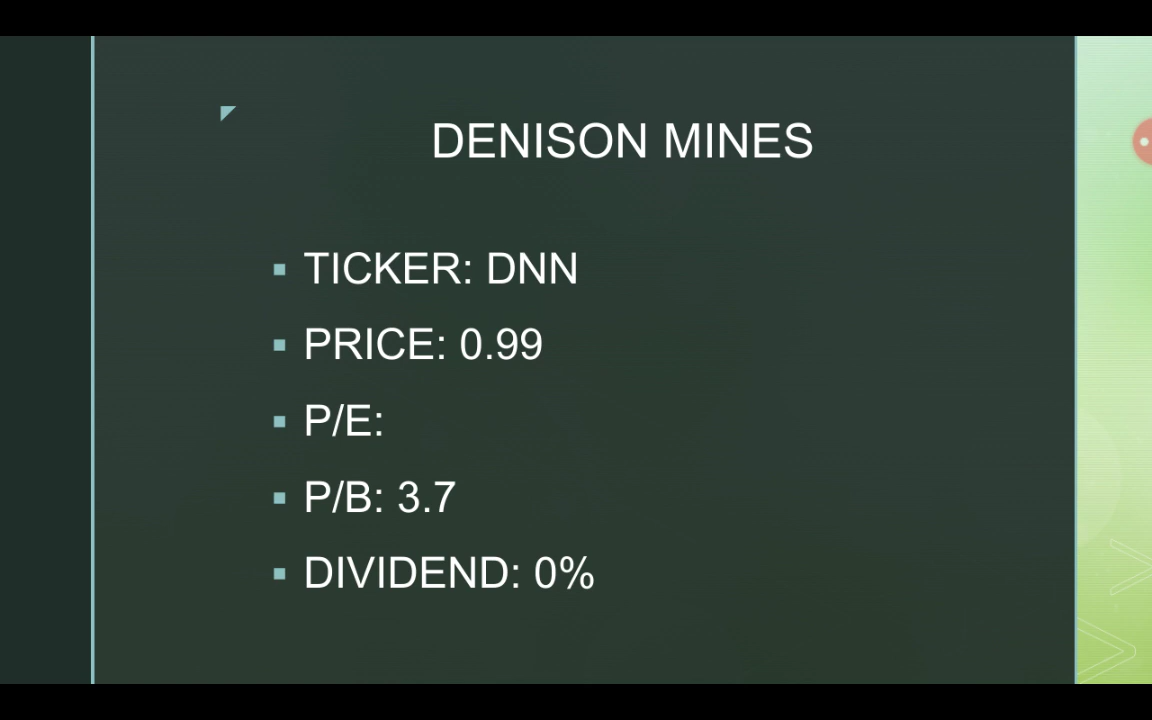 DENISON MINES
TICKER: DNN
PRICE: 0.99
P/E:
P/B: 3.7
DIVIDEND: 0%